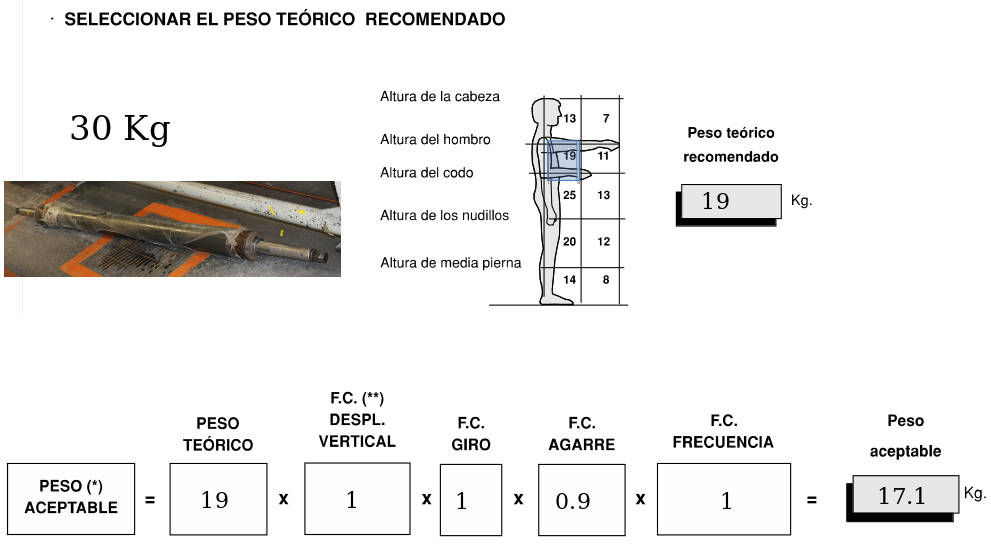 · SELECCIONAR EL PESO TEÓRICO RECOMENDADO
30 Kg
Altura de la cabeza
Altura del hombro
Altura del codo
Altura de los nudillos
Altura de media pierna
13 7
19 11
25 13
20 12
14 8
Peso teórico
recomendado
19 Kg.
PESO (*)
ACEPTABLE
=
PESO
TEÓRICO
19
x
F.C. (**)
DESPL.
VERTICAL
1
x
F.C.
GIRO
1
x
F.C.
AGARRE
0.9
x
F.C.
FRECUENCIA
1
=
Peso
aceptable
17.1 Kg.